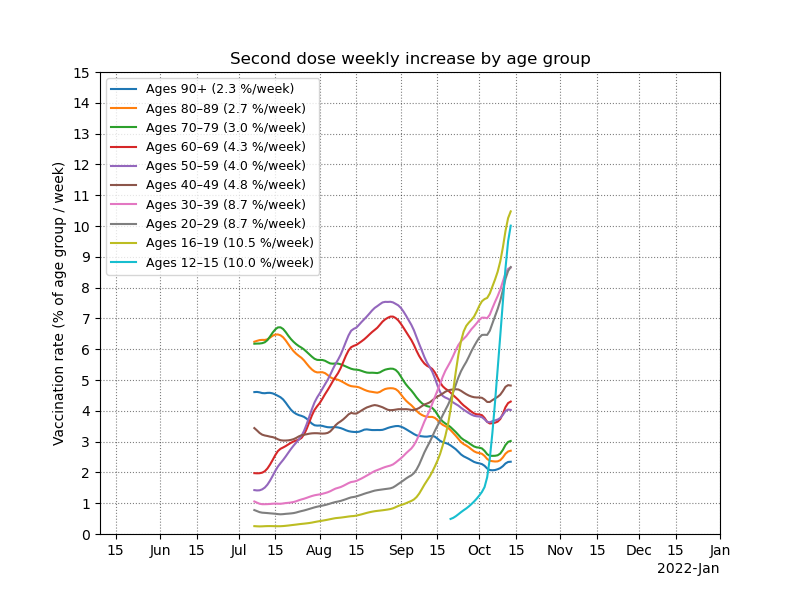 Second dose weekly increase by age group
Vaccination rate (% of age group / week)
15
14
13
12
11
10
9
8
7
6
5
4
3
2
1
0
Ages 90+ (2.3 %/week)
Ages 80–89 (2.7 %/week)
Ages 70–79 (3.0 %/week)
Ages 60–69 (4.3 %/week)
Ages 50–59 (4.0 %/week)
Ages 40–49 (4.8 %/week)
Ages 30–39 (8.7 %/week)
Ages 20–29 (8.7 %/week)
Ages 16–19 (10.5 %/week)
Ages 12–15 (10.0 %/week)
15 Jun 15 Jul 15 Aug 15 Sep 15 Oct 15 Nov 15 Dec 15 Jan
2022-Jan